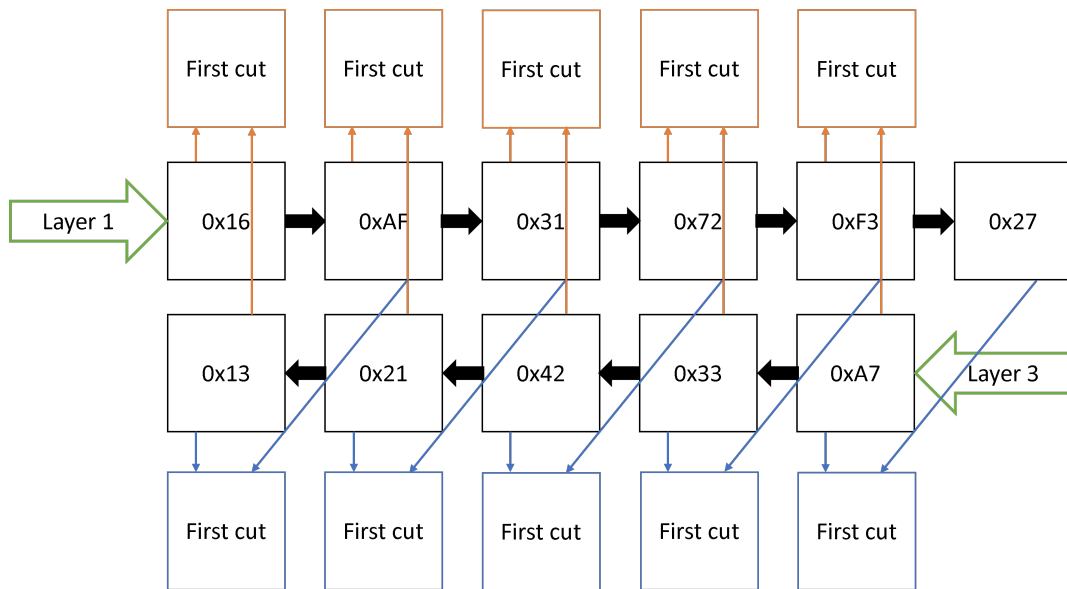 First cut
First cut
First cut
First cut
First cut
Layer 1
0x16
0xAF
0x31
0x72
0xF3
0x27
0x13
0x21
0x42
0x33
0xA7
Layer 3
First cut
First cut
First cut
First cut
First cut